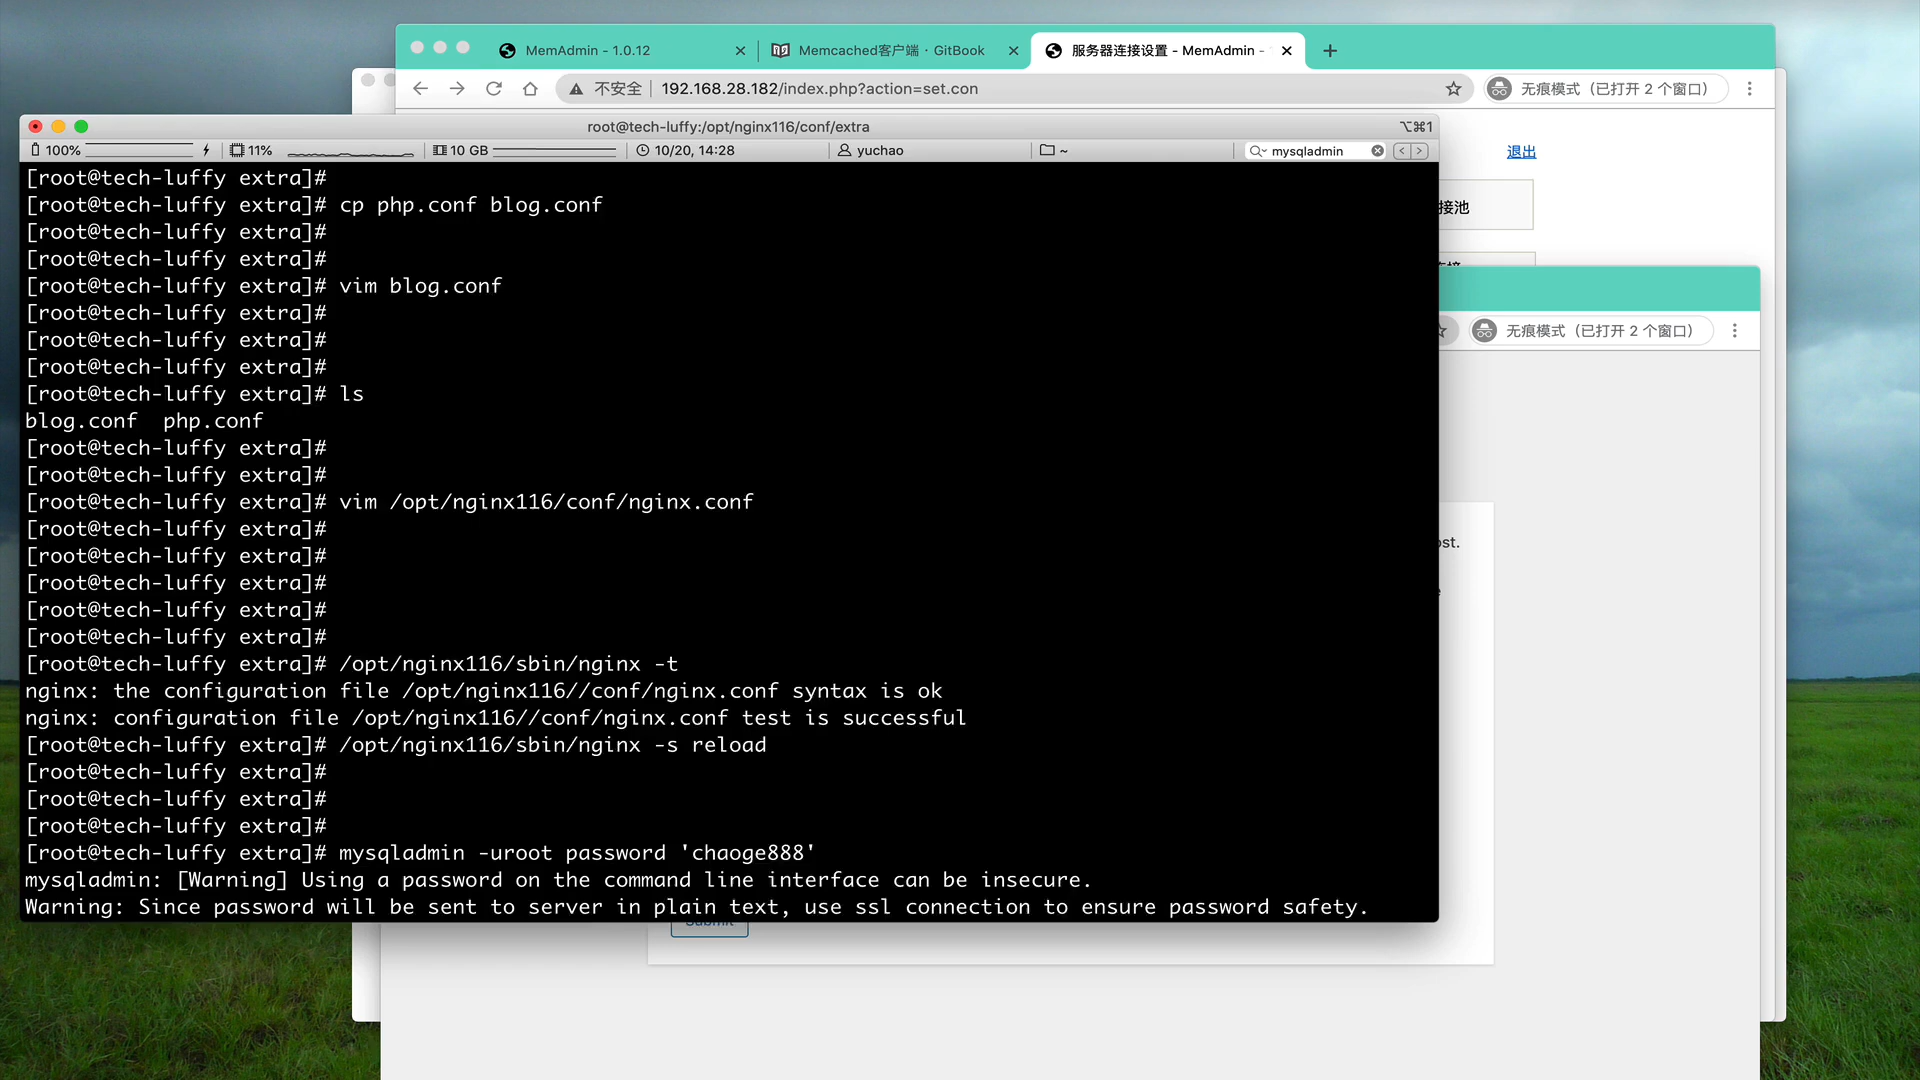 MemAdmin - 1.0.12
Memcached客户端 · GitBook
服务器连接设置 - MemAdmin -
不安全
192.168.28.182/index.php?action=set.con
无痕模式（已打开 2 个窗口）
root@tech-luffy:/opt/nginx116/conf/extra
⌥⌘1
100%
11%
10 GB
10/20, 14:28
yuchao
~
mysqladmin
退出
接池
无痕模式（已打开 2 个窗口）
ost.
[root@tech-luffy extra]#
[root@tech-luffy extra]# cp php.conf blog.conf
[root@tech-luffy extra]#
[root@tech-luffy extra]#
[root@tech-luffy extra]# vim blog.conf
[root@tech-luffy extra]#
[root@tech-luffy extra]#
[root@tech-luffy extra]#
[root@tech-luffy extra]# ls
blog.conf  php.conf
[root@tech-luffy extra]#
[root@tech-luffy extra]#
[root@tech-luffy extra]# vim /opt/nginx116/conf/nginx.conf
[root@tech-luffy extra]#
[root@tech-luffy extra]#
[root@tech-luffy extra]#
[root@tech-luffy extra]#
[root@tech-luffy extra]#
[root@tech-luffy extra]# /opt/nginx116/sbin/nginx -t
nginx: the configuration file /opt/nginx116//conf/nginx.conf syntax is ok
nginx: configuration file /opt/nginx116//conf/nginx.conf test is successful
[root@tech-luffy extra]# /opt/nginx116/sbin/nginx -s reload
[root@tech-luffy extra]#
[root@tech-luffy extra]#
[root@tech-luffy extra]#
[root@tech-luffy extra]# mysqladmin -uroot password 'chaoge888'
mysqladmin: [Warning] Using a password on the command line interface can be insecure.
Warning: Since password will be sent to server in plain text, use ssl connection to ensure password safety.
Submit